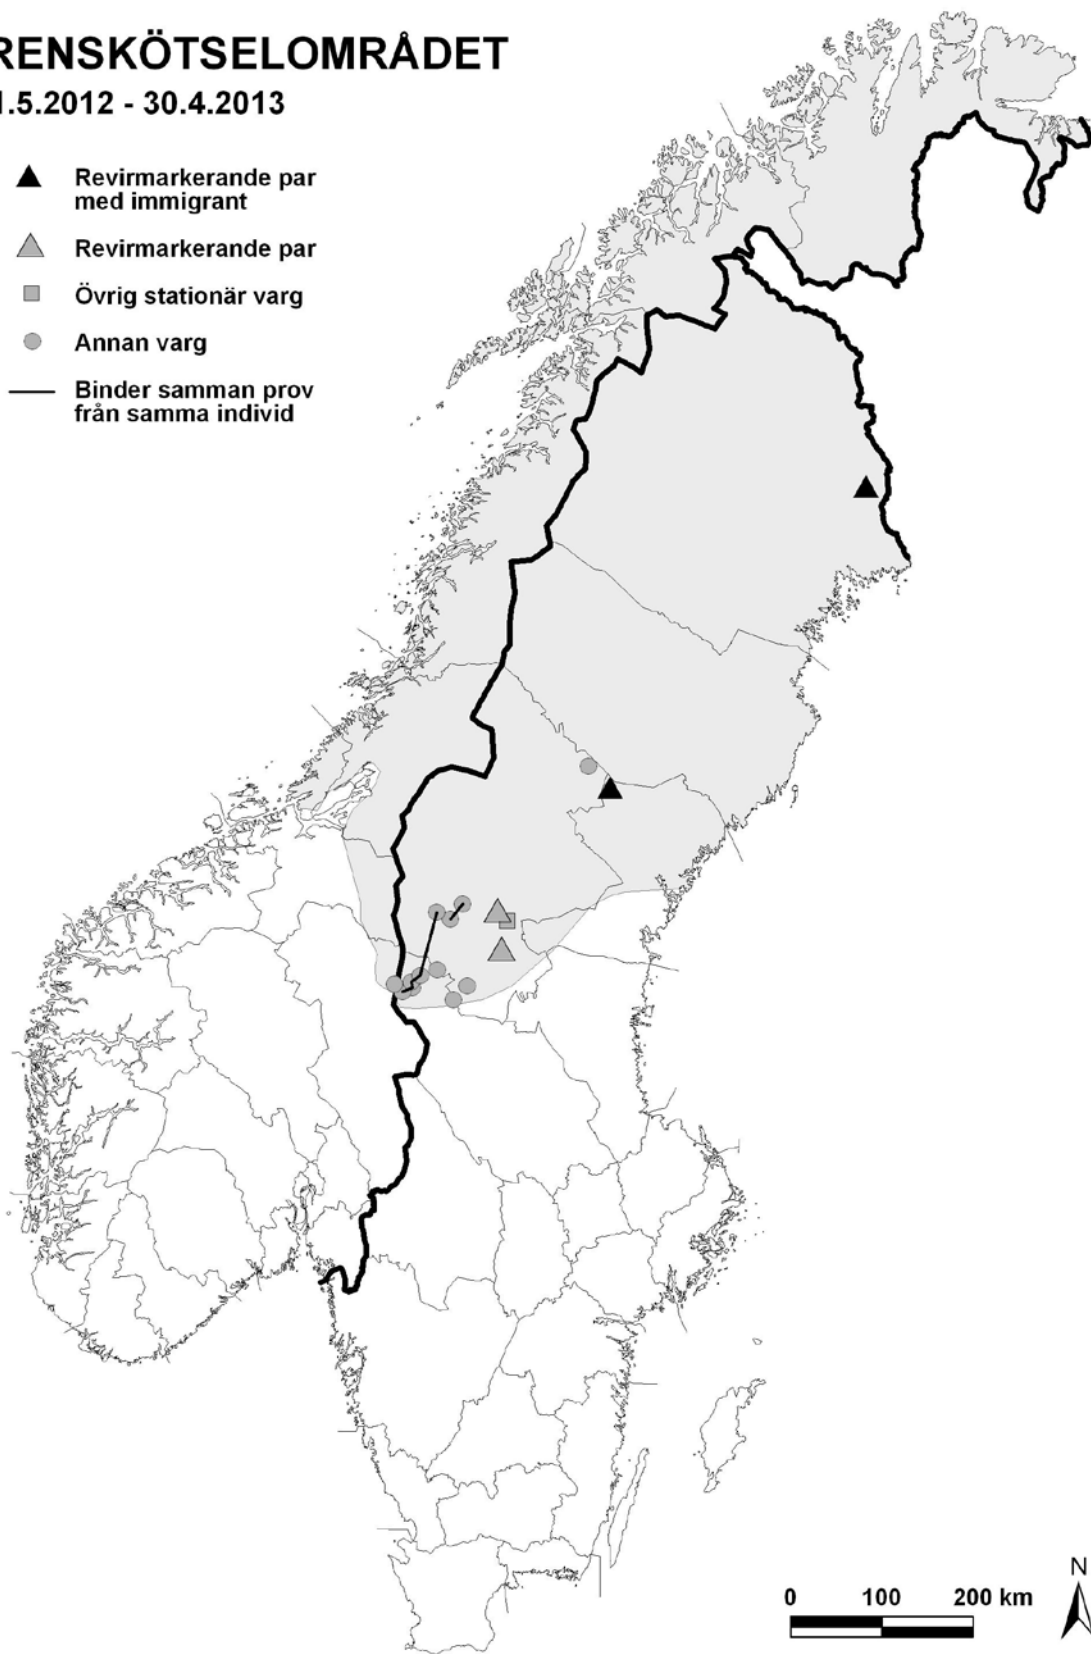 RENSKÖTSELOMRÅDET
1.5.2012 - 30.4.2013
Revirmarkerande par
med immigrant
Revirmarkerande par
Övrig stationär varg
Annan varg
Binder samman prov
från samma individ
0 100 200 km
N